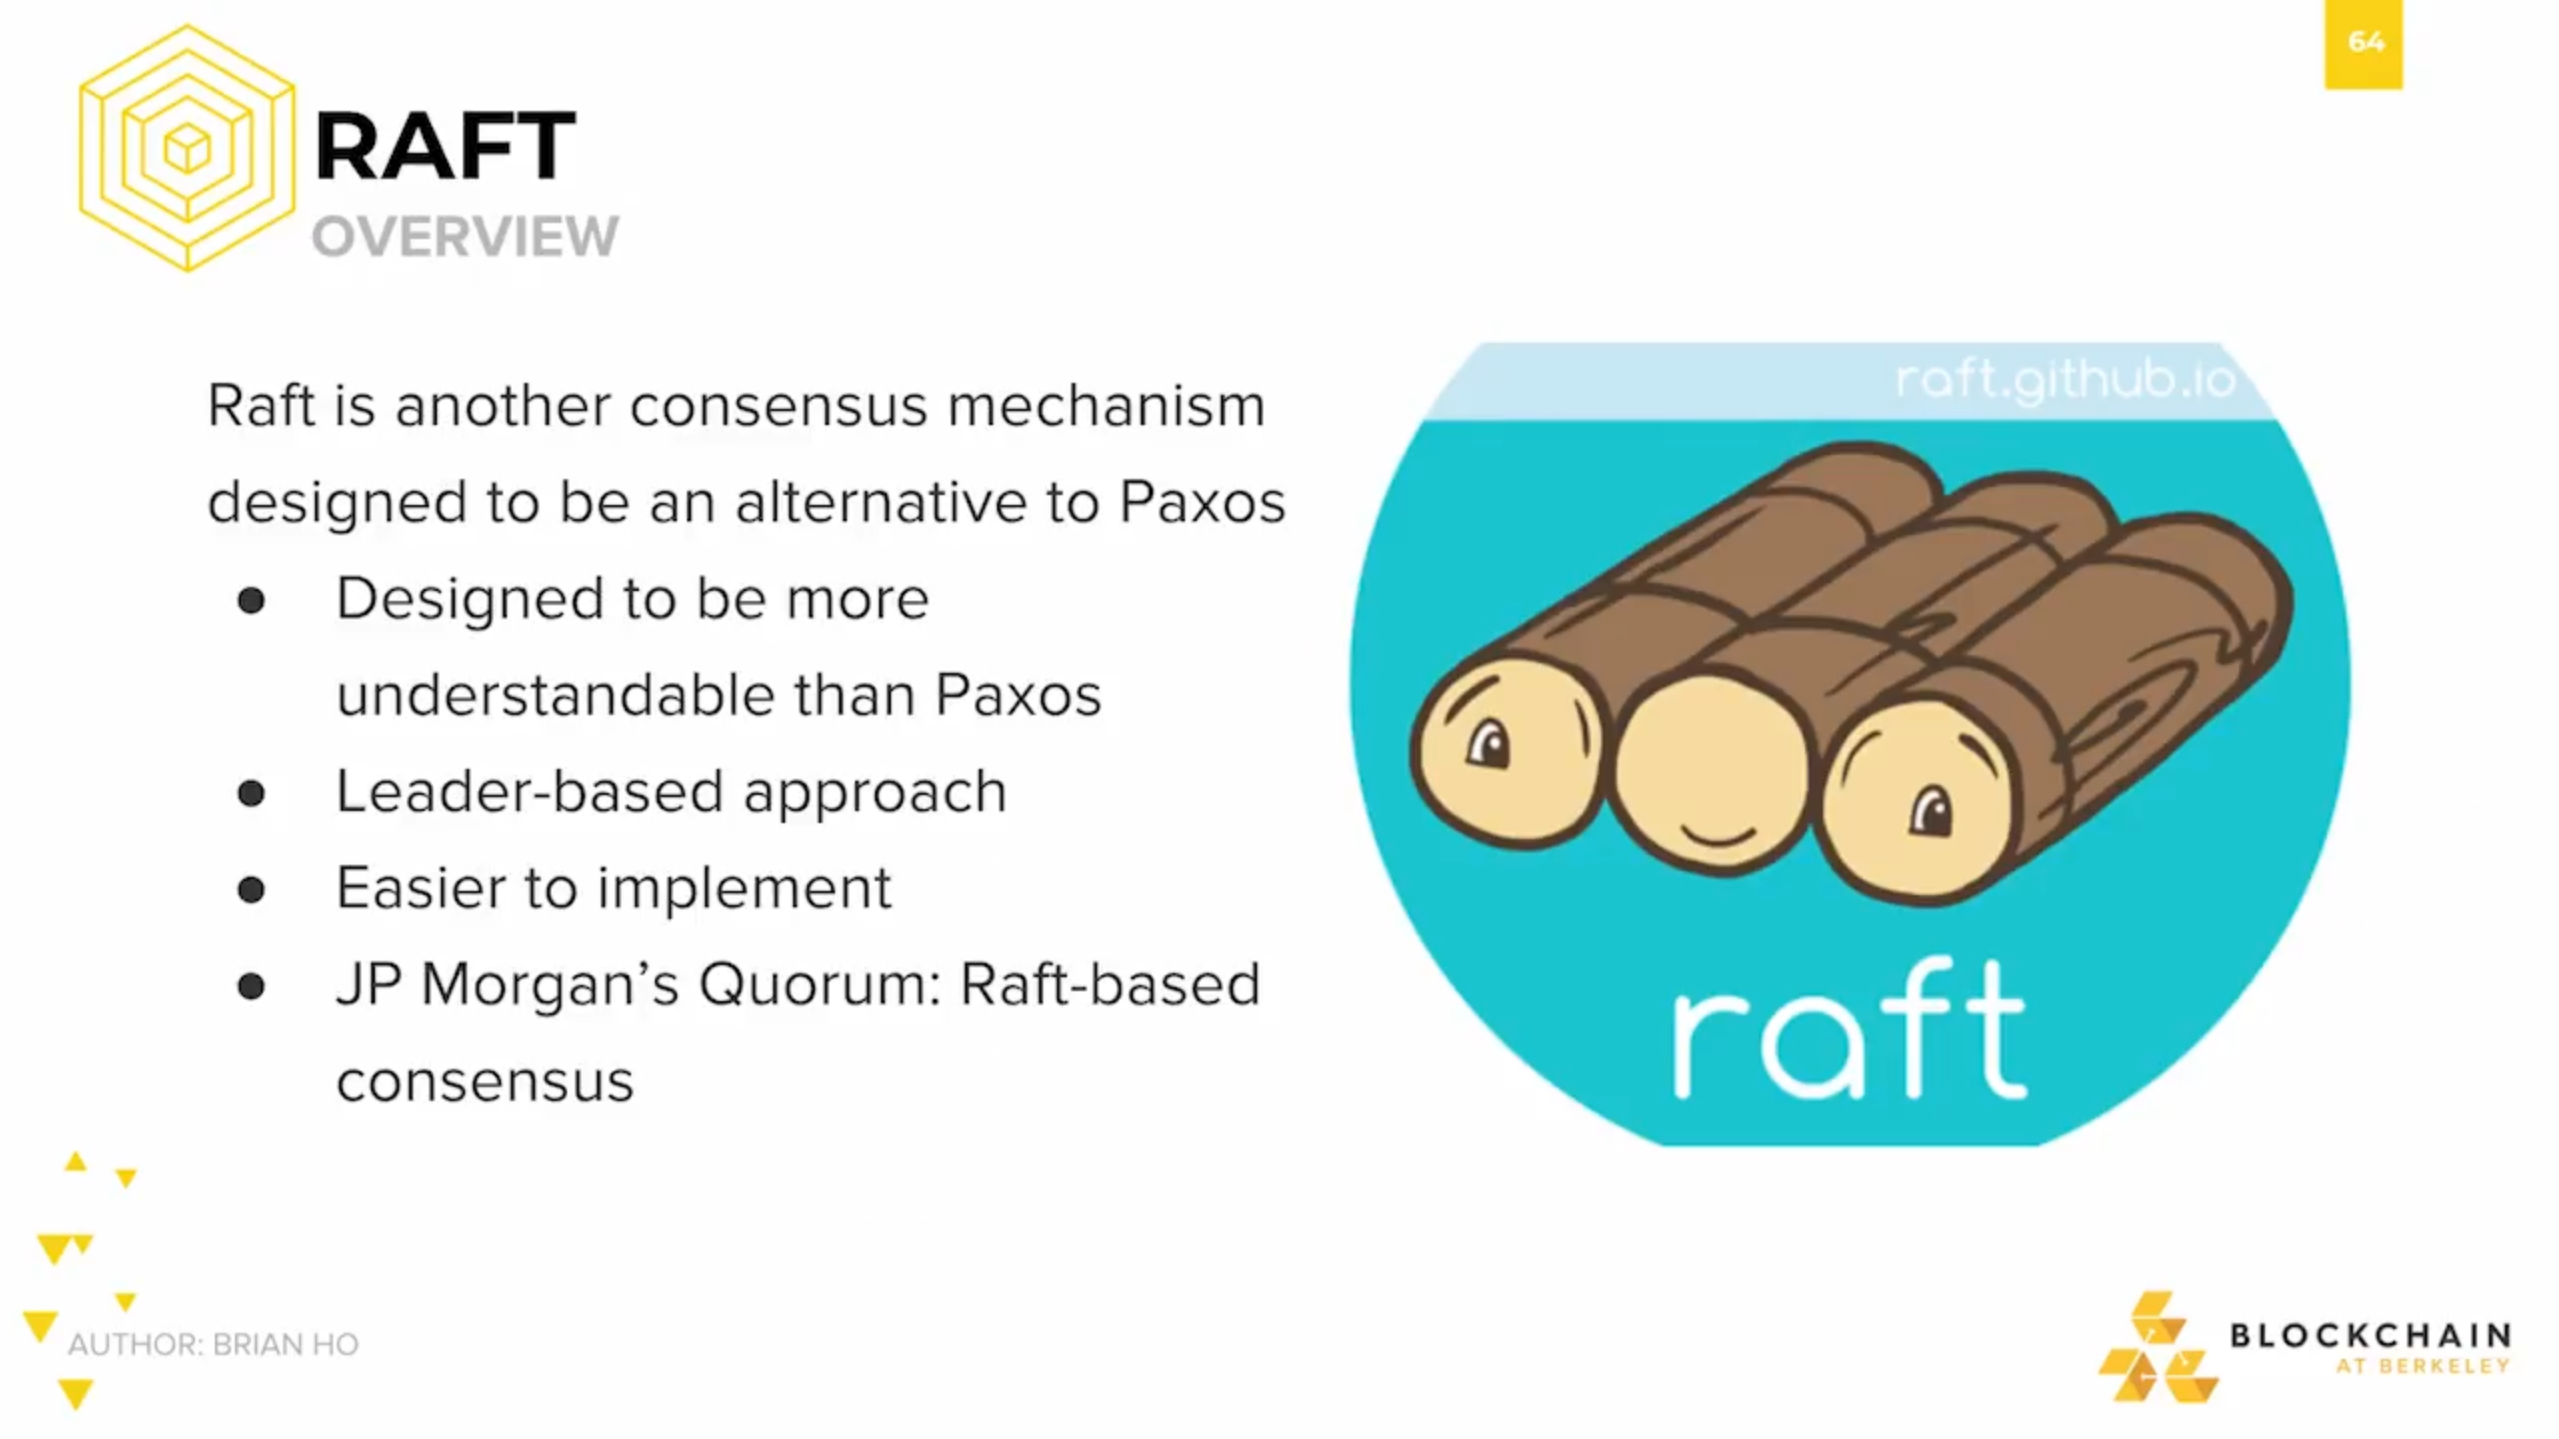 64
RAFT
OVERVIEW
Raft is another consensus mechanism
designed to be an alternative to Paxos
● Designed to be more
understandable than Paxos
● Leader-based approach
● Easier to implement
● JP Morgan’s Quorum: Raft-based
consensus
raft.github.io
raft
AUTHOR: BRIAN HO
BLOCKCHAIN
AT BERKELEY